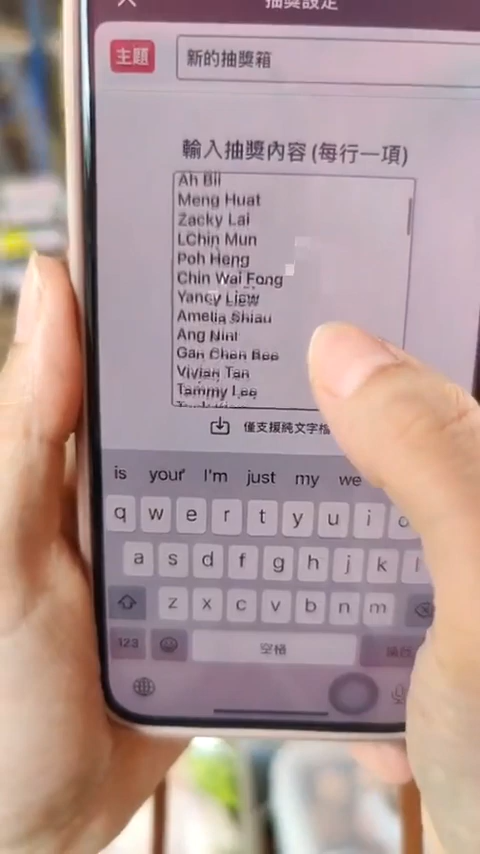 抽獎設定
主題
新的抽獎箱
輸入抽獎內容(每行一項)
Ah Bil
Meng Huat
Zacky Lai
LChin Mun
Poh Heng
Chin Wai Fong
Yancy Liew
Amelia Shiau
Ang Nini
Gan Chen Bee
Vivian Tan
Tammy Lee
僅支援純文字檔
is your I'm just my we
q w e r t y u i o
a s d f g h j k l
z x c v b n m
123 空格